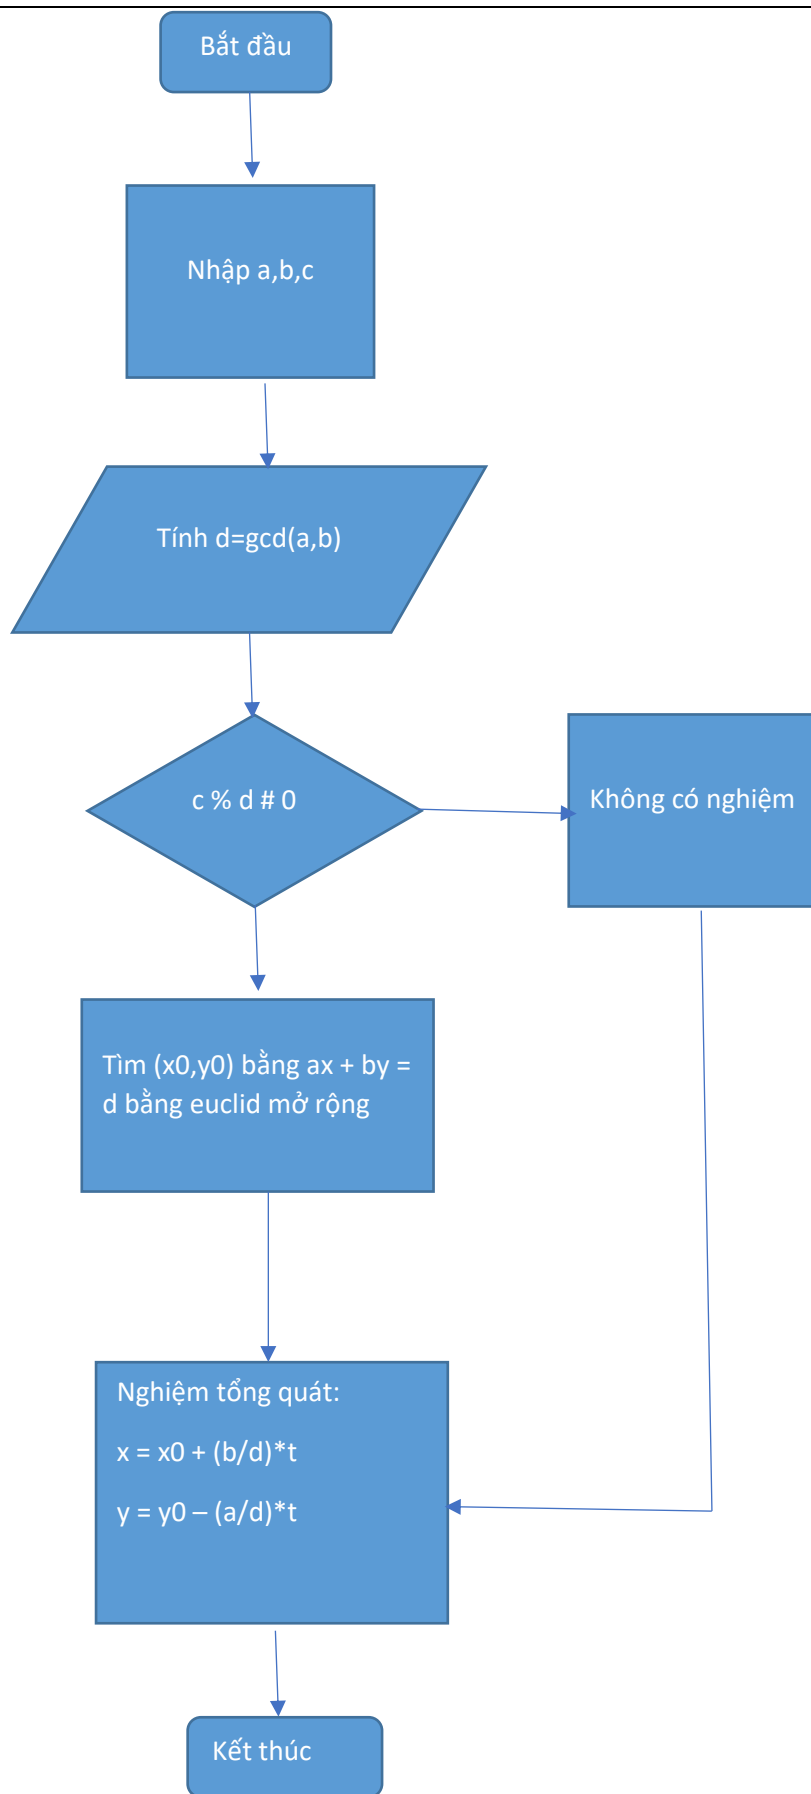 Bắt đầu
Nhập a,b,c
Tính d=gcd(a,b)
c % d # 0
Không có nghiệm
Tìm (x0,y0) bằng ax + by =
d bằng euclid mở rộng
Nghiệm tổng quát:
x = x0 + (b/d)*t
y = y0 – (a/d)*t
Kết thúc